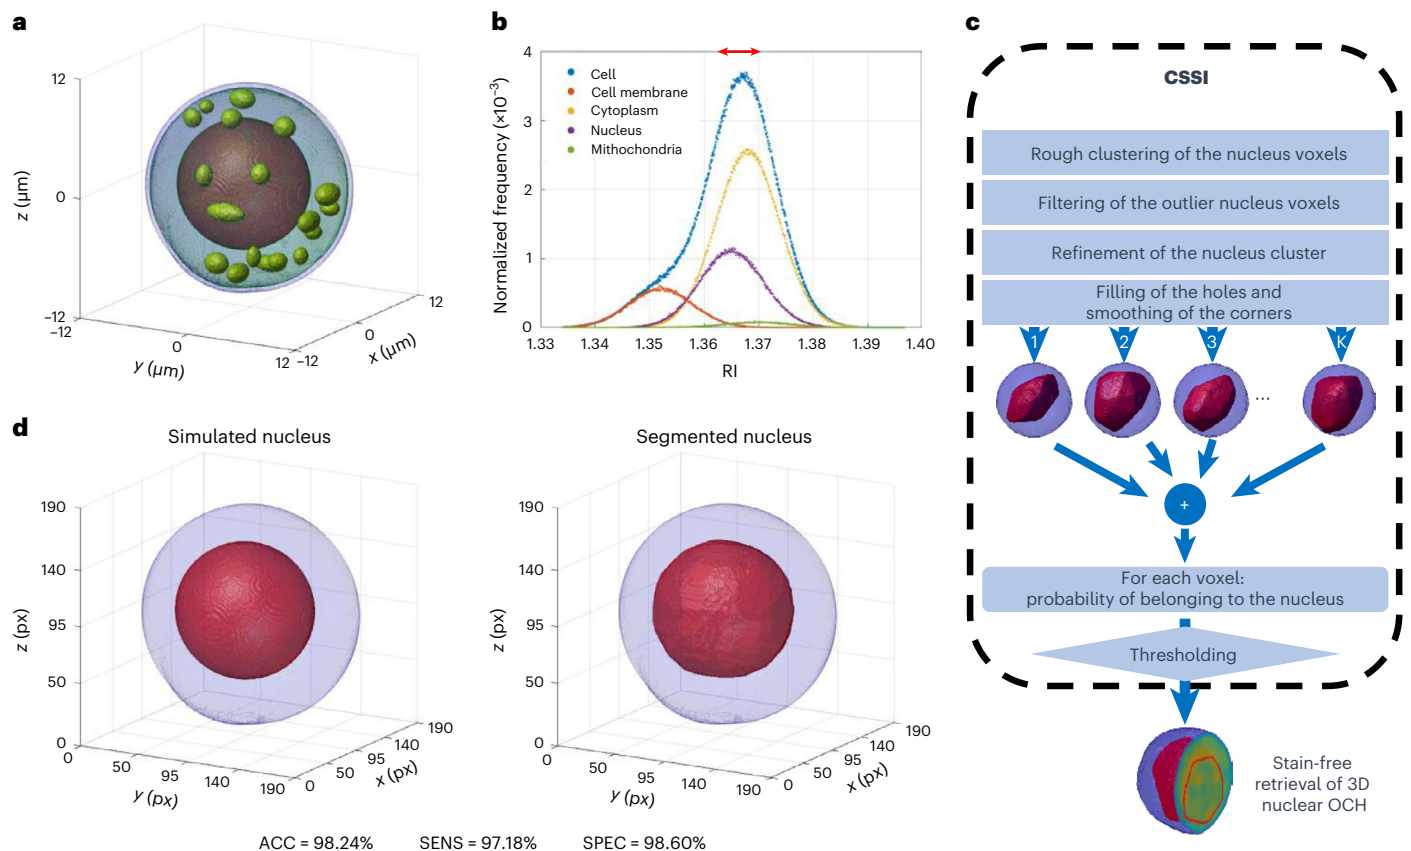 a
12
0
−12
z (μm)
−12
0
12
y (μm)
−12
0
12
x (μm)
b
4
3
2
1
0
Normalized frequency (×10⁻³)
Cell
Cell membrane
Cytoplasm
Nucleus
Mithochondria
1.33
1.34
1.35
1.36
1.37
1.38
1.39
1.40
RI
c
CSSI
Rough clustering of the nucleus voxels
Filtering of the outlier nucleus voxels
Refinement of the nucleus cluster
Filling of the holes and
smoothing of the corners
1
2
3
K
...
+
For each voxel:
probability of belonging to the nucleus
Thresholding
Stain-free
retrieval of 3D
nuclear OCH
d
Simulated nucleus
190
140
95
50
0
z (px)
0
50
95
140
190
y (px)
0
50
95
140
190
x (px)
Segmented nucleus
190
140
95
50
0
z (px)
0
50
95
140
190
y (px)
0
50
95
140
190
x (px)
ACC = 98.24%
SENS = 97.18%
SPEC = 98.60%